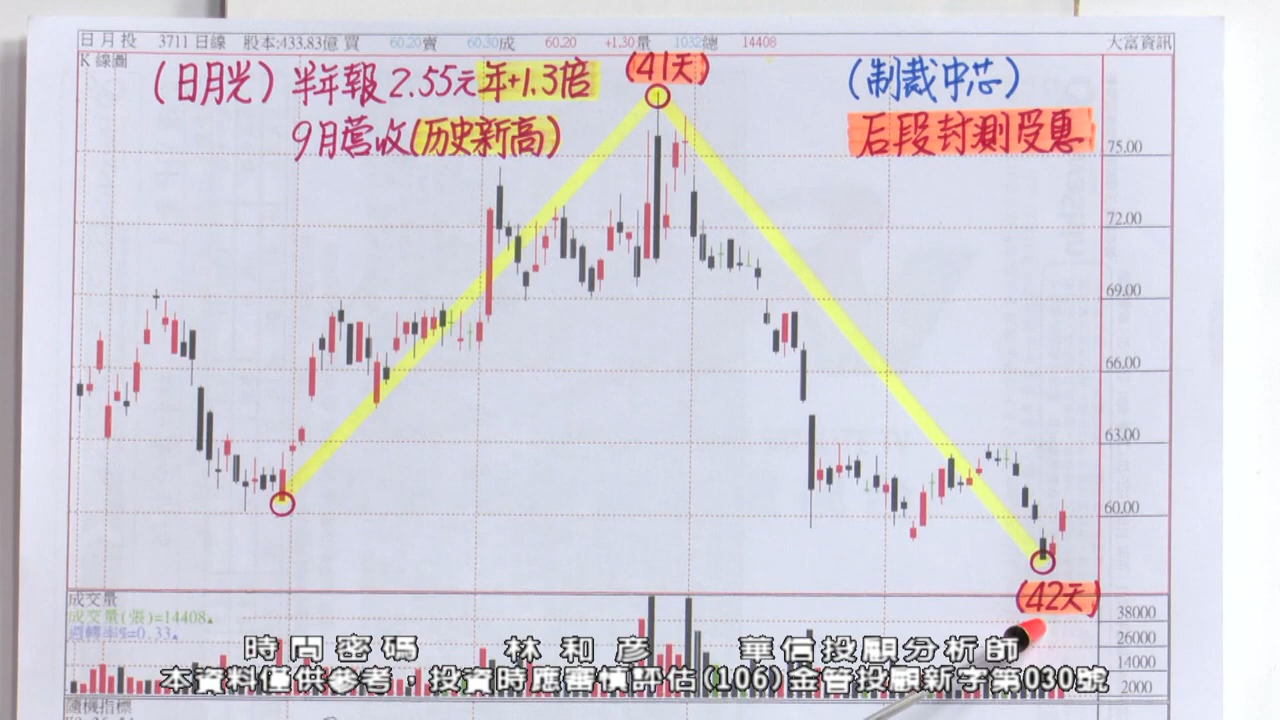 日月投 3711 日線 股本:433.83億 買 60.20 賣 60.30 成 60.20 +1.30 量 1032 總 14408 大富資訊
K 線圖
(日月光) 半年報 2.55元 年+1.3倍
9月营收(历史新高)
(41天)
(制裁中芯)
后段封測受惠
75.00
72.00
69.00
66.00
63.00
60.00
(42天)
成交量
成交量(張)=14408▲
週轉率%=0.33▲
38000
26000
14000
2000
時間密碼 林和彦 華信投顧分析師
本資料僅供參考，投資時應審慎評估(106)金管投顧新字第030號
隨機指標